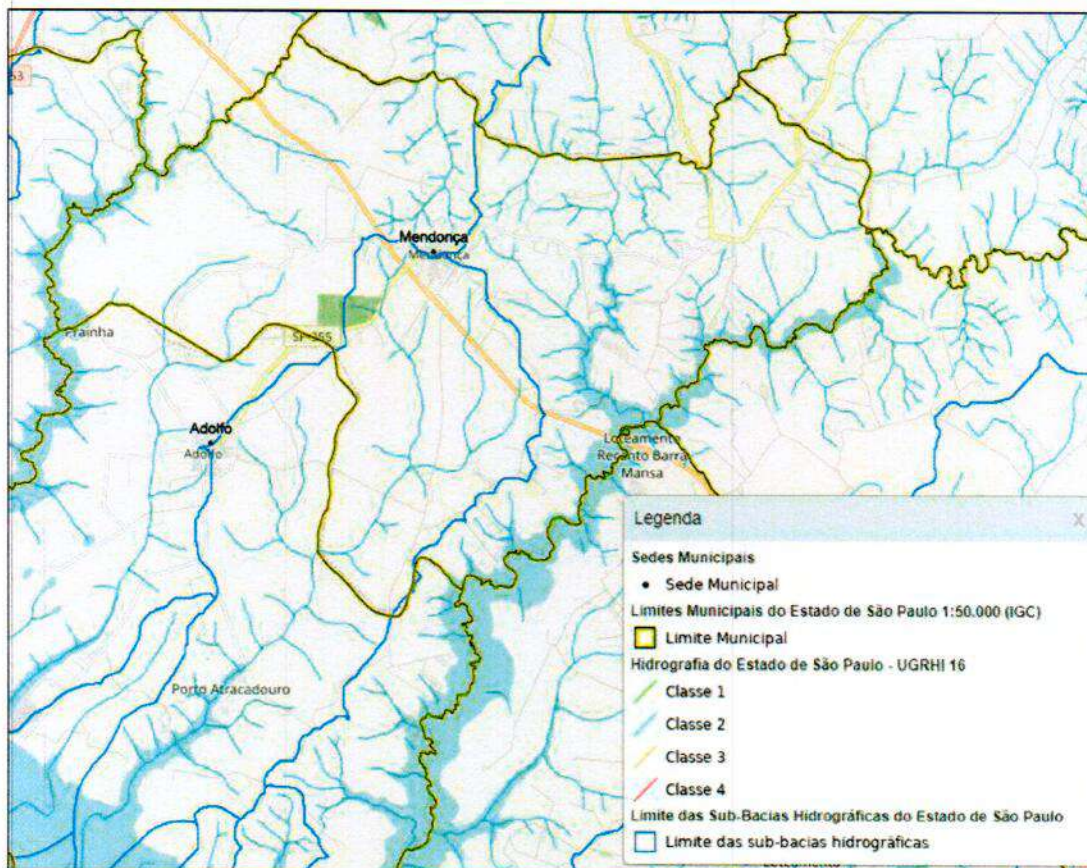 53
Mendonça
Mendonça
Prainha
SP-355
Adolfo
Adolfo
Loteamento
Recanto Barra
Mansa
Porto Atracadouro
Legenda
X
Sedes Municipais
Sede Municipal
Limites Municipais do Estado de São Paulo 1:50.000 (IGC)
Limite Municipal
Hidrografia do Estado de São Paulo - UGRHI 16
Classe 1
Classe 2
Classe 3
Classe 4
Limite das Sub-Bacias Hidrográficas do Estado de São Paulo
Limite das sub-bacias hidrográficas
Loteamento